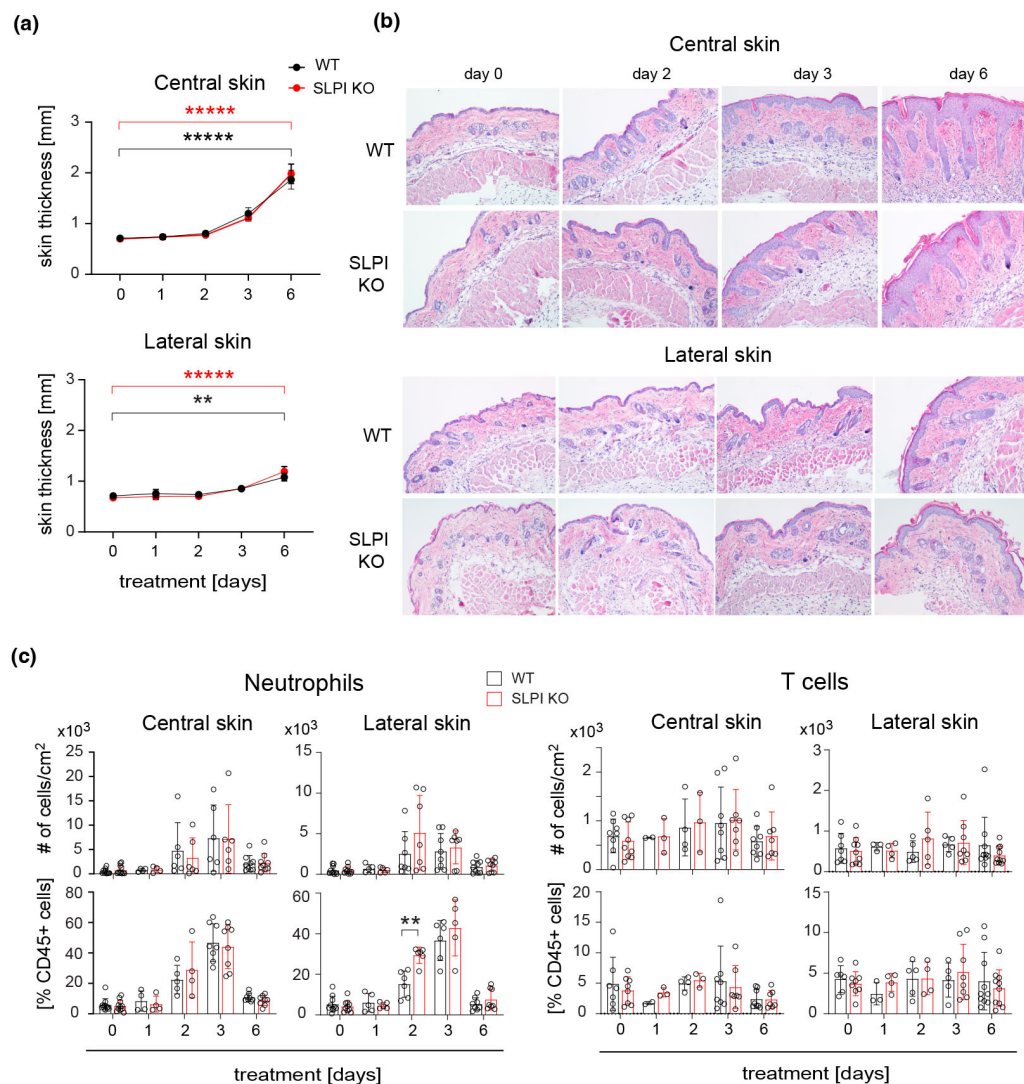 (a)
WT
SLPI KO
Central skin
*****
*****
skin thickness [mm]
3
2
1
0
0 1 2 3 6
Lateral skin
*****
**
skin thickness [mm]
3
2
1
0
0 1 2 3 6
treatment [days]
(b)
Central skin
day 0 day 2 day 3 day 6
WT
SLPI
KO
Lateral skin
WT
SLPI
KO
(c)
WT
SLPI KO
Neutrophils
Central skin
x10³
# of cells/cm²
25
20
15
10
5
0
[% CD45+ cells]
80
60
40
20
0
0 1 2 3 6
Lateral skin
x10³
15
10
5
0
60
40
20
0
**
0 1 2 3 6
treatment [days]
T cells
Central skin
x10³
# of cells/cm²
3
2
1
0
[% CD45+ cells]
20
15
10
5
0
0 1 2 3 6
Lateral skin
x10³
3
2
1
0
15
10
5
0
0 1 2 3 6
treatment [days]